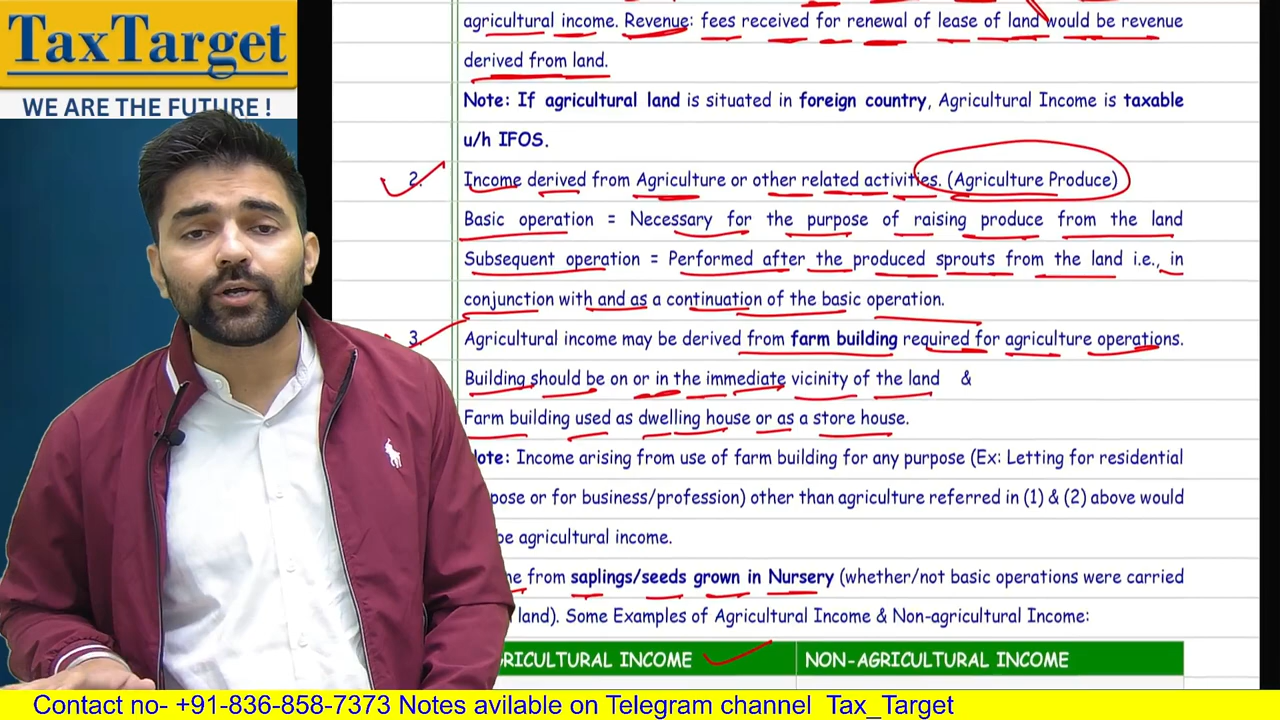 TaxTarget
WE ARE THE FUTURE !
agricultural income. Revenue: fees received for renewal of lease of land would be revenue
derived from land.
Note: If agricultural land is situated in foreign country, Agricultural Income is taxable
u/h IFOS.
2. Income derived from Agriculture or other related activities. (Agriculture Produce)
Basic operation = Necessary for the purpose of raising produce from the land
Subsequent operation = Performed after the produced sprouts from the land i.e., in
conjunction with and as a continuation of the basic operation.
3. Agricultural income may be derived from farm building required for agriculture operations.
Building should be on or in the immediate vicinity of the land &
Farm building used as dwelling house or as a store house.
Income arising from use of farm building for any purpose (Ex: Letting for residential
or for business/profession) other than agriculture referred in (1) & (2) above would
be agricultural income.
from saplings/seeds grown in Nursery (whether/not basic operations were carried
land). Some Examples of Agricultural Income & Non-agricultural Income:
INCOME NON-AGRICULTURAL INCOME
Contact no- +91-836-858-7373 Notes avilable on Telegram channel Tax_Target